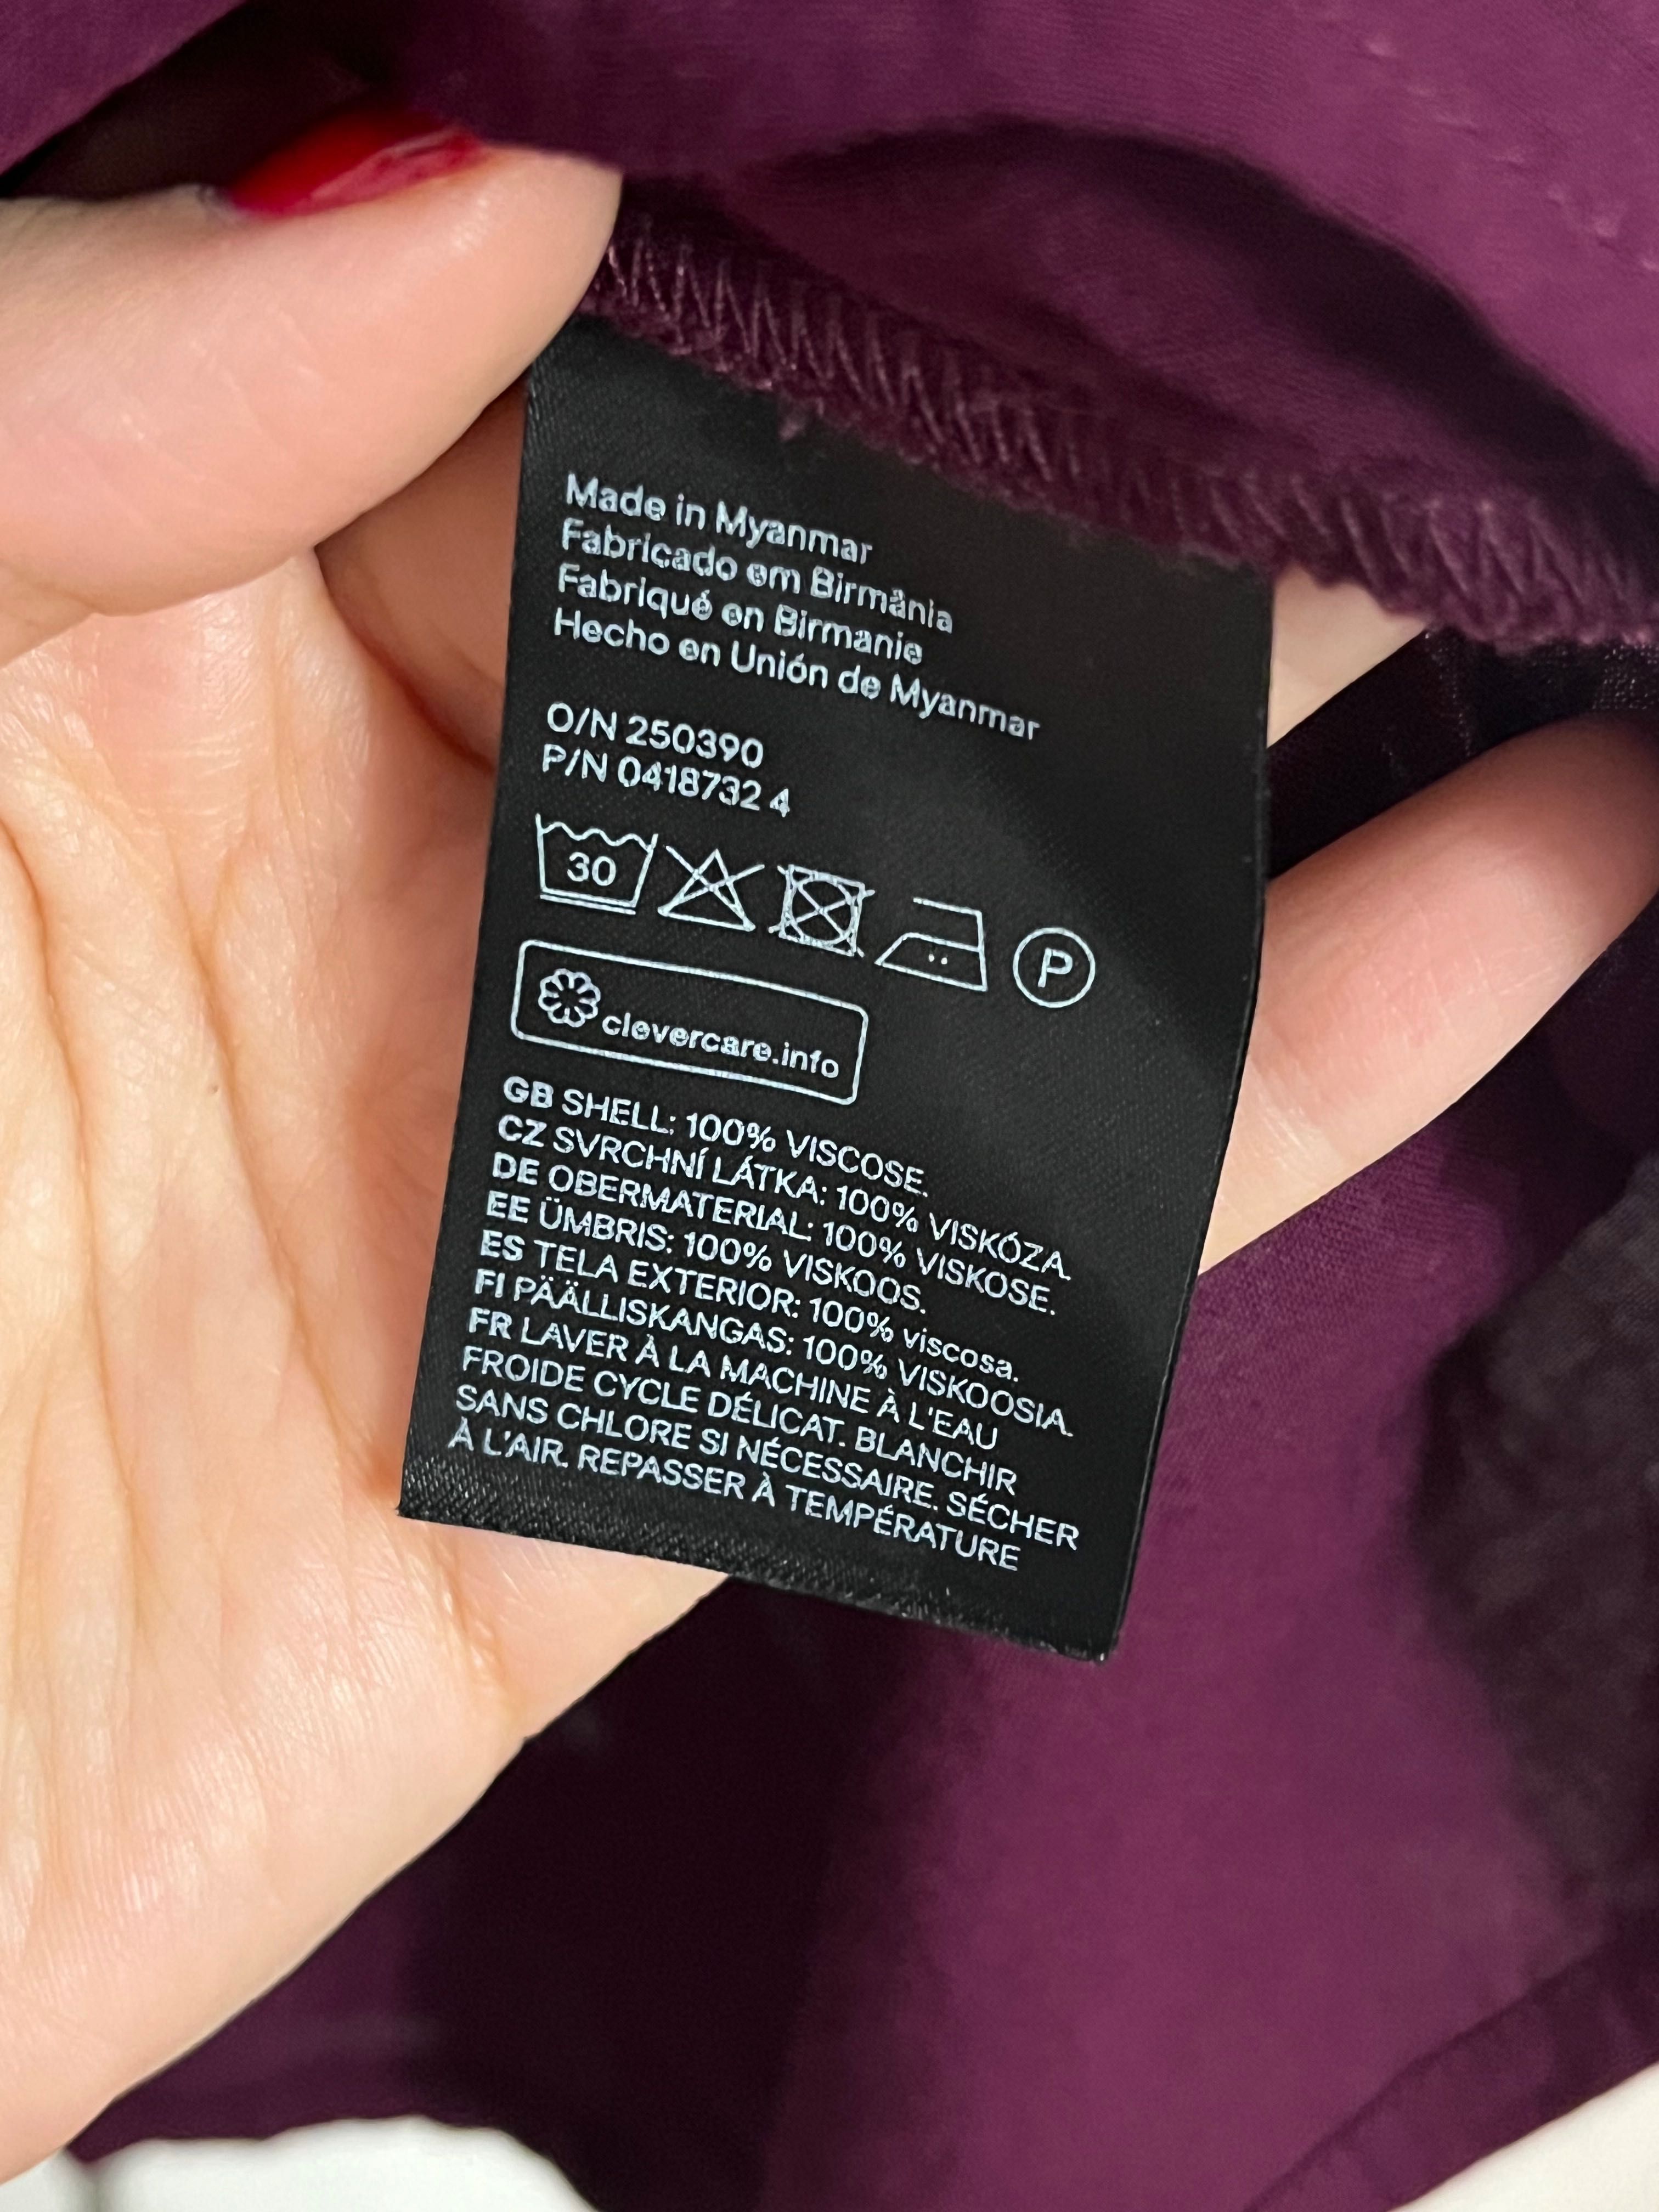 Made in Myanmar
Fabricado em Birmânia
Fabriqué en Birmanie
Hecho en Unión de Myanmar
O/N 250390
P/N 0418732 4
30
P
clevercare.info
GB SHELL: 100% VISCOSE.
CZ SVRCHNÍ LÁTKA: 100% VISKÓZA.
DE OBERMATERIAL: 100% VISKOSE.
EE ÜMBRIS: 100% VISKOOS.
ES TELA EXTERIOR: 100% viscosa.
FI PÄÄLLISKANGAS: 100% VISKOOSIA.
FR LAVER À LA MACHINE À L'EAU
FROIDE CYCLE DÉLICAT. BLANCHIR
SANS CHLORE SI NÉCESSAIRE. SÉCHER
À L'AIR. REPASSER À TEMPÉRATURE